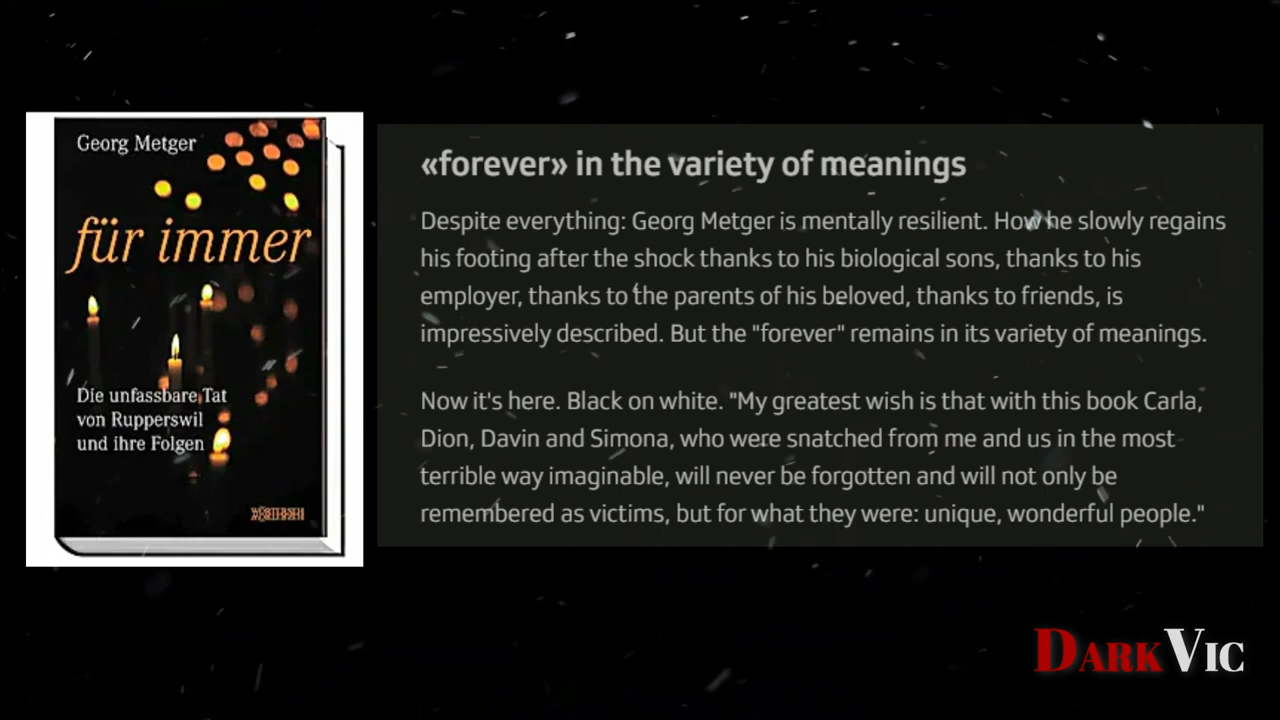 Georg Metger
für immer
Die unfassbare Tat
von Rupperswil
und ihre Folgen
«forever» in the variety of meanings
Despite everything: Georg Metger is mentally resilient. How he slowly regains
his footing after the shock thanks to his biological sons, thanks to his
employer, thanks to the parents of his beloved, thanks to friends, is
impressively described. But the "forever" remains in its variety of meanings.
Now it's here. Black on white. "My greatest wish is that with this book Carla,
Dion, Davin and Simona, who were snatched from me and us in the most
terrible way imaginable, will never be forgotten and will not only be
remembered as victims, but for what they were: unique, wonderful people."
DARKVIC